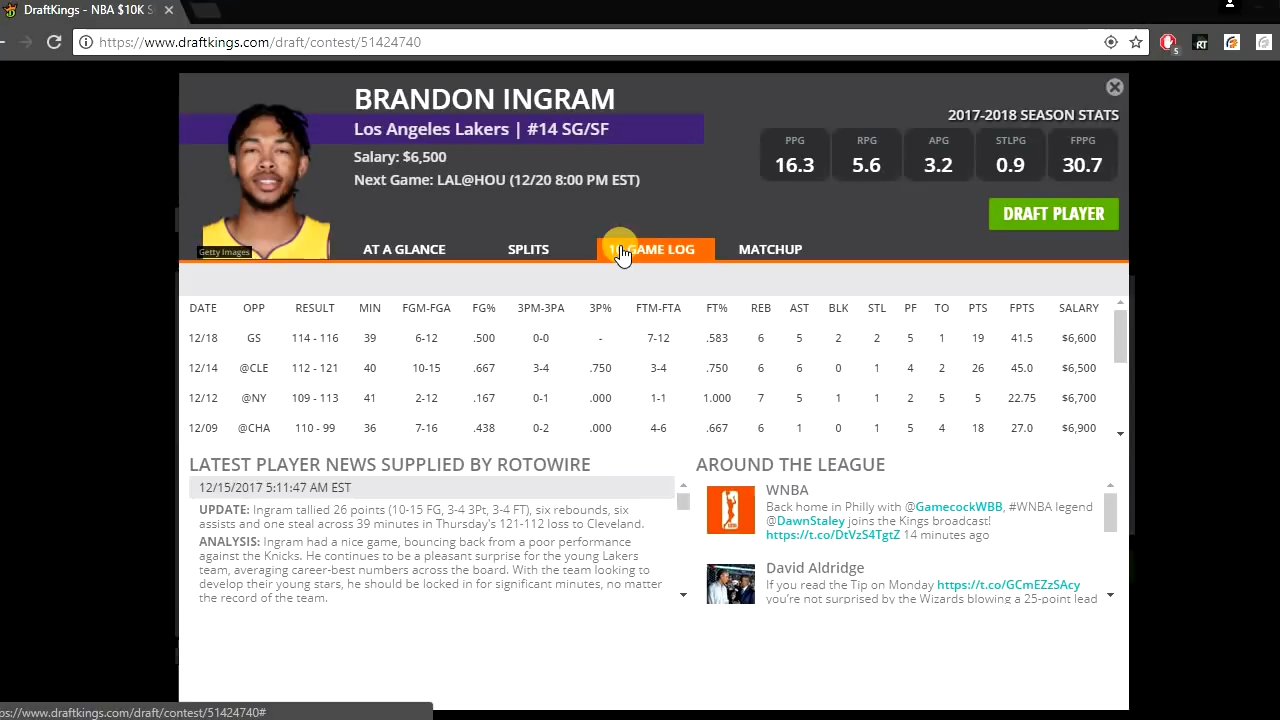 DraftKings - NBA $10K S
https://www.draftkings.com/draft/contest/51424740
5
RT
BRANDON INGRAM
Los Angeles Lakers | #14 SG/SF
Salary: $6,500
Next Game: LAL@HOU (12/20 8:00 PM EST)
Getty Images
2017-2018 SEASON STATS
PPG RPG APG STLPG FPPG
16.3 5.6 3.2 0.9 30.7
DRAFT PLAYER
AT A GLANCE SPLITS GAME LOG MATCHUP
DATE OPP RESULT MIN FGM-FGA FG% 3PM-3PA 3P% FTM-FTA FT% REB AST BLK STL PF TO PTS FPTS SALARY
12/18 GS 114 - 116 39 6-12 .500 0-0 - 7-12 .583 6 5 2 2 5 1 19 41.5 $6,600
12/14 @CLE 112 - 121 40 10-15 .667 3-4 .750 3-4 .750 6 6 0 1 4 2 26 45.0 $6,500
12/12 @NY 109 - 113 41 2-12 .167 0-1 .000 1-1 1.000 7 5 1 1 2 5 5 22.75 $6,700
12/09 @CHA 110 - 99 36 7-16 .438 0-2 .000 4-6 .667 6 1 0 1 5 4 18 27.0 $6,900
LATEST PLAYER NEWS SUPPLIED BY ROTOWIRE
12/15/2017 5:11:47 AM EST
UPDATE: Ingram tallied 26 points (10-15 FG, 3-4 3Pt, 3-4 FT), six rebounds, six
assists and one steal across 39 minutes in Thursday's 121-112 loss to Cleveland.
ANALYSIS: Ingram had a nice game, bouncing back from a poor performance
against the Knicks. He continues to be a pleasant surprise for the young Lakers
team, averaging career-best numbers across the board. With the team looking to
develop their young stars, he should be locked in for significant minutes, no matter
the record of the team.
AROUND THE LEAGUE
WNBA
Back home in Philly with @GamecockWBB, #WNBA legend
@DawnStaley joins the Kings broadcast!
https://t.co/DtVzS4TgtZ 14 minutes ago
David Aldridge
If you read the Tip on Monday https://t.co/GCmEZzSAcy
you're not surprised by the Wizards blowing a 25-point lead
ps://www.draftkings.com/draft/contest/51424740#